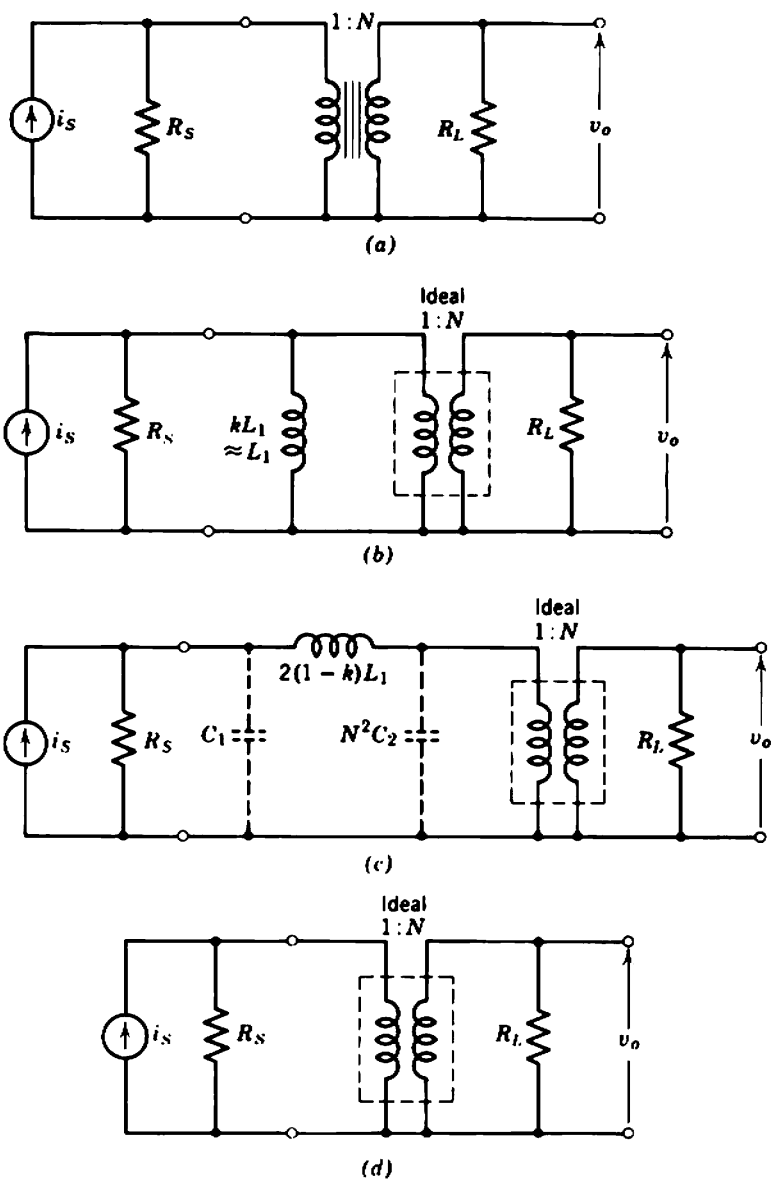 1:N
i_S
R_S
R_L
v_o
(a)
Ideal
1:N
i_S
R_S
kL_1
≈L_1
R_L
v_o
(b)
Ideal
1:N
2(1 − k)L_1
i_S
R_S
C_1
N^2C_2
R_L
v_o
(c)
Ideal
1:N
i_S
R_S
R_L
v_o
(d)